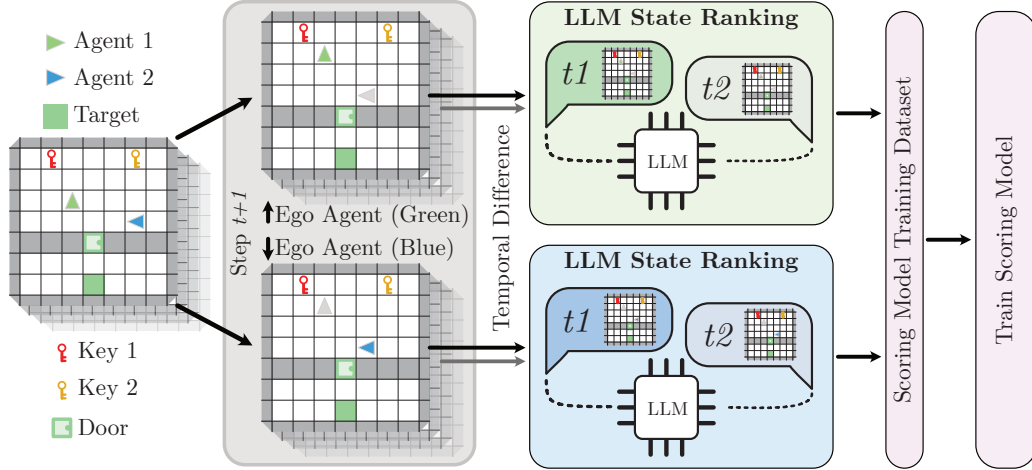 Agent 1
Agent 2
Target
Key 1
Key 2
Door
Step t+1
Ego Agent (Green)
Ego Agent (Blue)
Temporal Difference
LLM State Ranking
t1
t2
LLM
LLM State Ranking
t1
t2
LLM
Scoring Model Training Dataset
Train Scoring Model